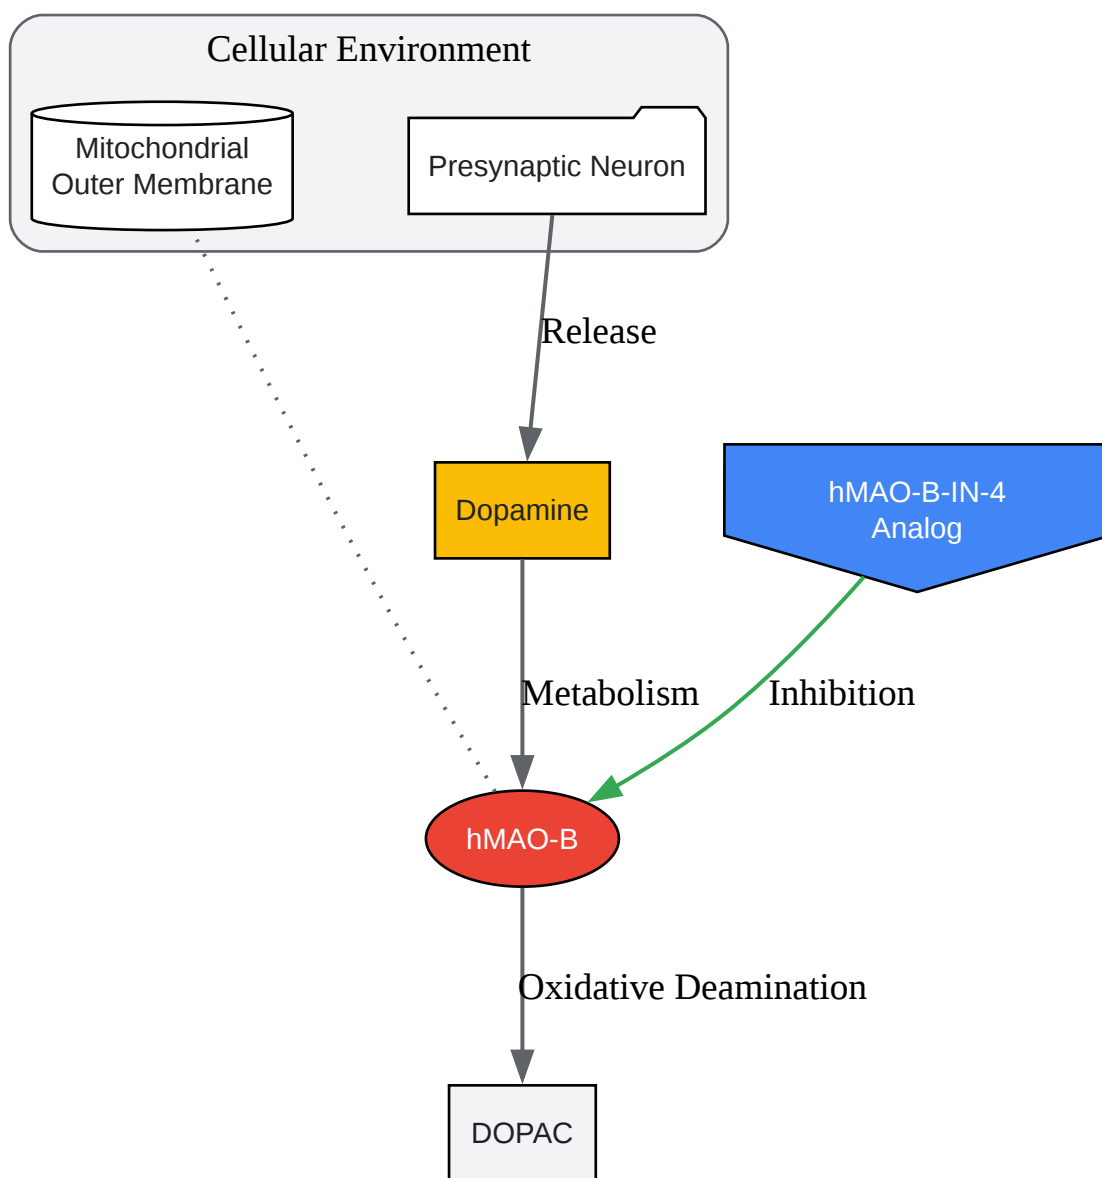 Cellular Environment
Mitochondrial
Outer Membrane
Presynaptic Neuron
Release
Dopamine
hMAO-B-IN-4
Analog
Metabolism
Inhibition
hMAO-B
Oxidative Deamination
DOPAC